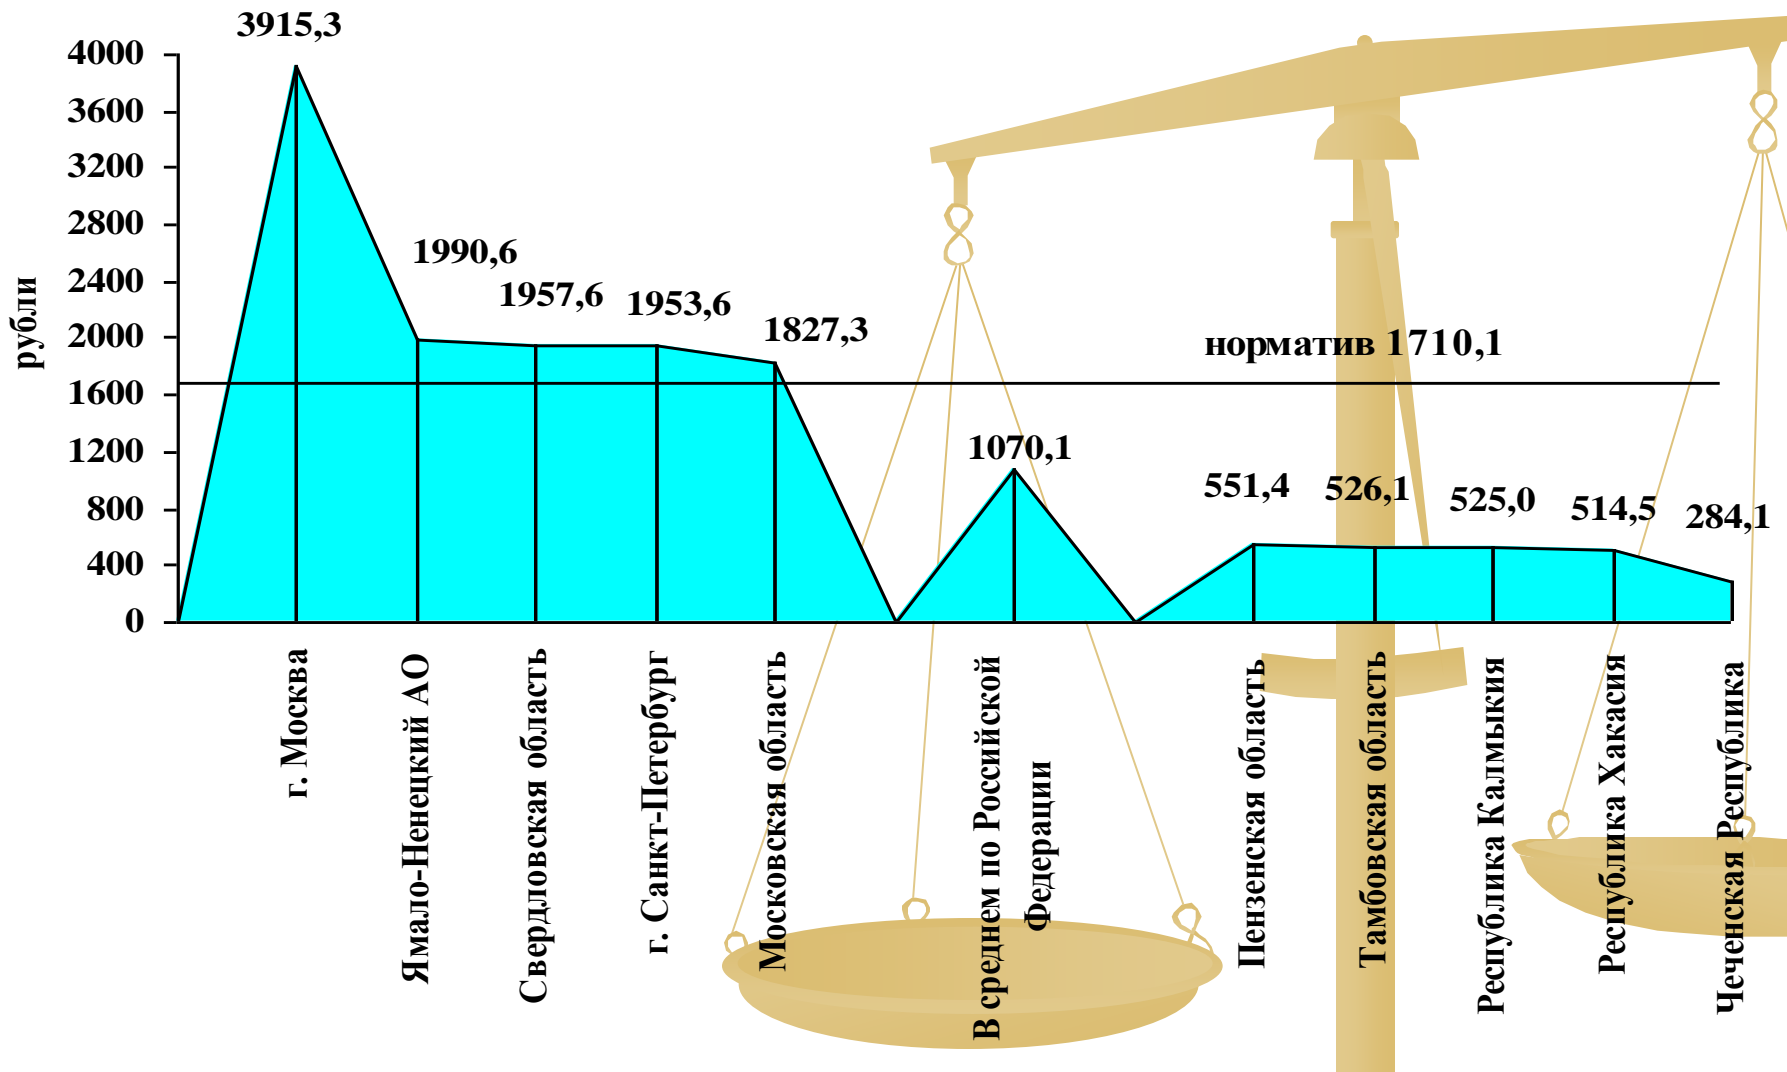 3915,3
4000
3600
3200
2800
2400
2000
1600
1200
800
400
0
рубли
1990,6
1957,6
1953,6
1827,3
норматив 1710,1
1070,1
551,4
526,1
525,0
514,5
284,1
г. Москва
Ямало-Ненецкий АО
Свердловская область
г. Санкт-Петербург
Московская область
В среднем по Российской
Федерации
Пензенская область
Тамбовская область
Республика Калмыкия
Республика Хакасия
Чеченская Республика